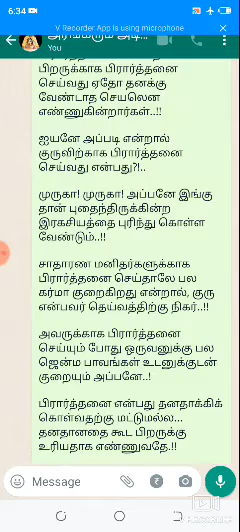 6:34
V Recorder App is using microphone
You
பிறருக்காக பிரார்த்தனை
செய்வது ஏதோ தனக்கு
வேண்டாத செயலென
எண்ணுகின்றார்கள்..!!
ஐயனே அப்படி என்றால்
குருவிற்காக பிரார்த்தனை
செய்வது என்பது?!..
முருகா! முருகா! அப்பனே இங்கு
தான் புதைந்திருக்கின்ற
இரகசியத்தை புரிந்து கொள்ள
வேண்டும்..!!
சாதாரண மனிதர்களுக்காக
பிரார்த்தனை செய்தாலே பல
கர்மா குறைகிறது என்றால், குரு
என்பவர் தெய்வத்திற்கு நிகர்..!!
அவருக்காக பிரார்த்தனை
செய்யும் போது ஒருவனுக்கு பல
ஜென்ம பாவங்கள் உடனுக்குடன்
குறையும் அப்பனே..!
பிரார்த்தனை என்பது தனதாக்கிக்
கொள்வதற்கு மட்டுமல்ல...
தனதானதை கூட பிறருக்கு
உரியதாக எண்ணுவதே.!!
Message